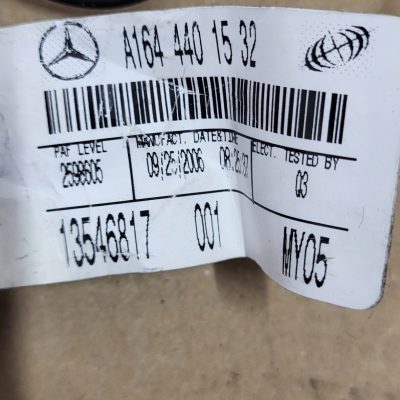 A164 440 15 32
PAF LEVEL MANUFACT. DATE&TIME ELECT. TESTED BY
09/25/2006 03
13546817 001 MY05